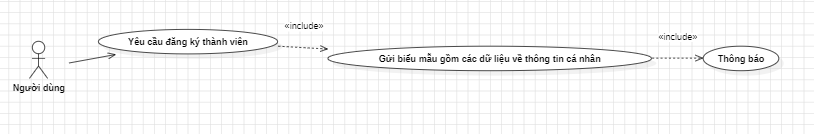 «include»
Yêu cầu đăng ký thành viên
«include»
Gửi biểu mẫu gồm các dữ liệu về thông tin cá nhân
Thông báo
Người dùng